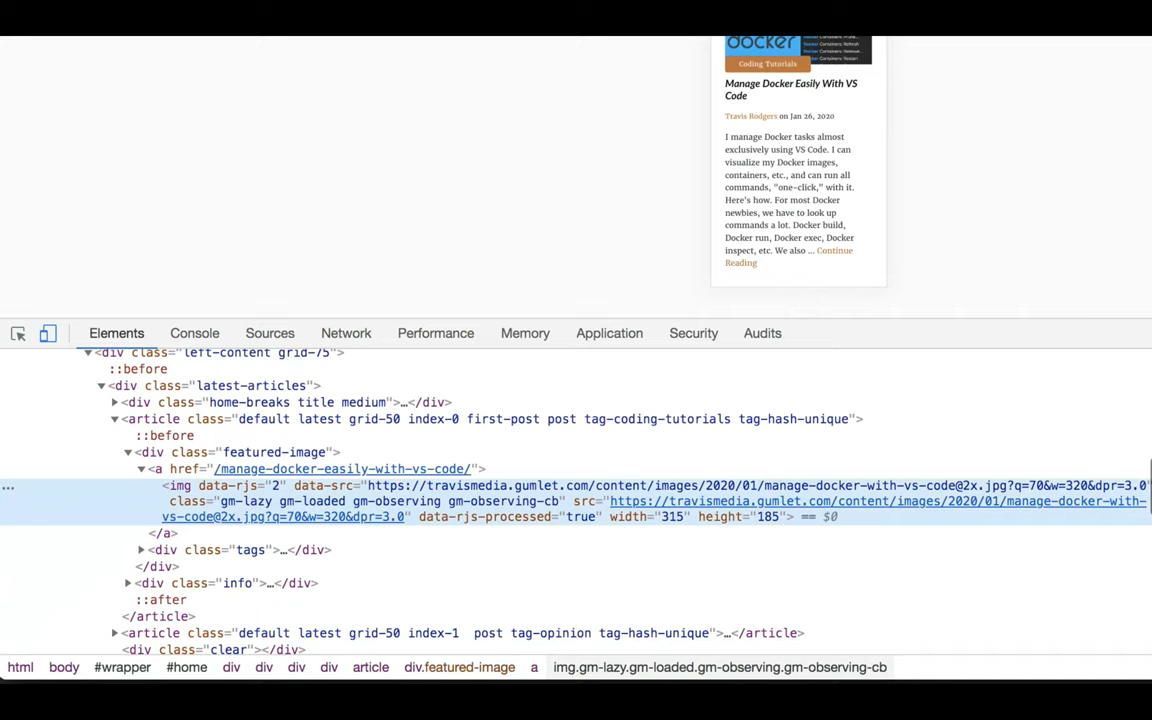 docker
Coding Tutorials
Manage Docker Easily With VS
Code
Travis Rodgers on Jan 26, 2020
I manage Docker tasks almost
exclusively using VS Code. I can
visualize my Docker images,
containers, etc., and can run all
commands, "one-click," with it.
Here's how. For most Docker
newbies, we have to look up
commands a lot. Docker build,
Docker run, Docker exec, Docker
inspect, etc. We also ... Continue
Reading
Elements Console Sources Network Performance Memory Application Security Audits
▼<div class="left-content grid-75">
::before
▼<div class="latest-articles">
▶<div class="home-breaks title medium">…</div>
▼<article class="default latest grid-50 index-0 first-post post tag-coding-tutorials tag-hash-unique">
::before
▼<div class="featured-image">
▼<a href="/manage-docker-easily-with-vs-code/">
… <img data-rjs="2" data-src="https://travismedia.gumlet.com/content/images/2020/01/manage-docker-with-vs-code@2x.jpg?q=70&w=320&dpr=3.0"
class="gm-lazy gm-loaded gm-observing gm-observing-cb" src="https://travismedia.gumlet.com/content/images/2020/01/manage-docker-with-
vs-code@2x.jpg?q=70&w=320&dpr=3.0" data-rjs-processed="true" width="315" height="185"> == $0
</a>
▶<div class="tags">…</div>
</div>
▶<div class="info">…</div>
::after
</article>
▶<article class="default latest grid-50 index-1  post tag-opinion tag-hash-unique">…</article>
<div class="clear"></div>
html body #wrapper #home div div div div article div.featured-image a img.gm-lazy.gm-loaded.gm-observing.gm-observing-cb